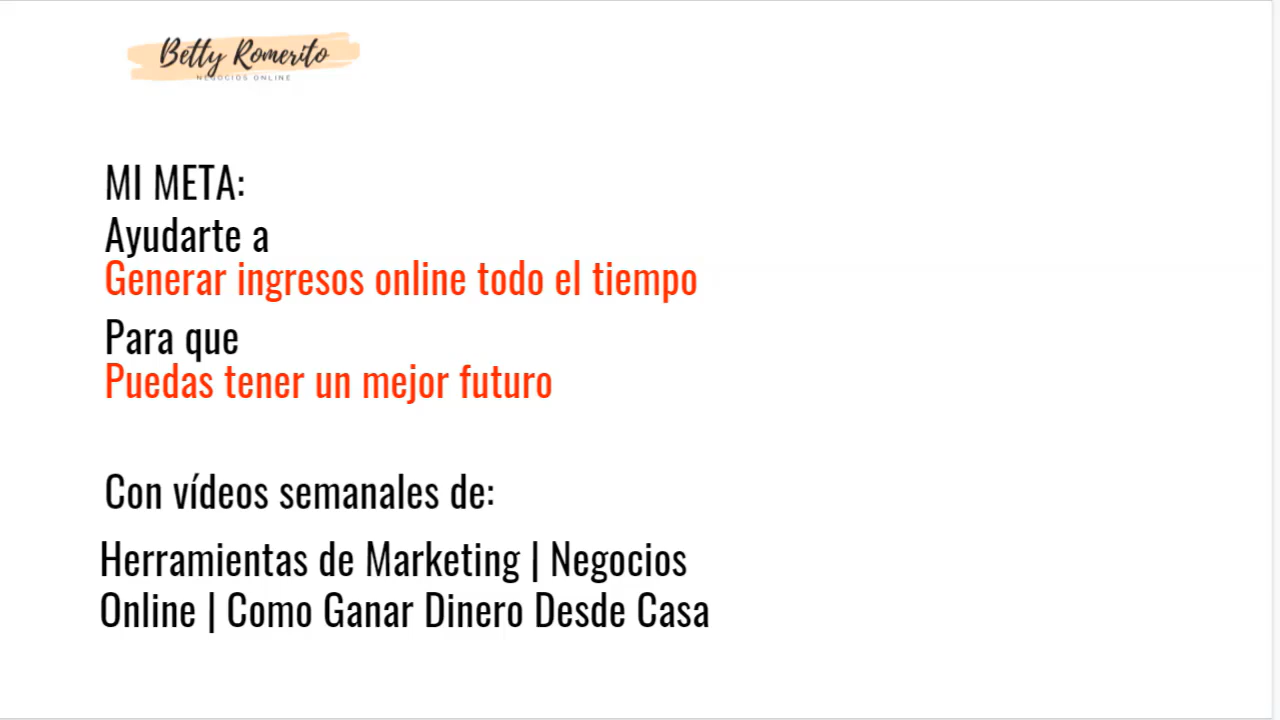 Betty Romerito
NEGOCIOS ONLINE
MI META:
Ayudarte a
Generar ingresos online todo el tiempo
Para que
Puedas tener un mejor futuro
Con vídeos semanales de:
Herramientas de Marketing | Negocios
Online | Como Ganar Dinero Desde Casa